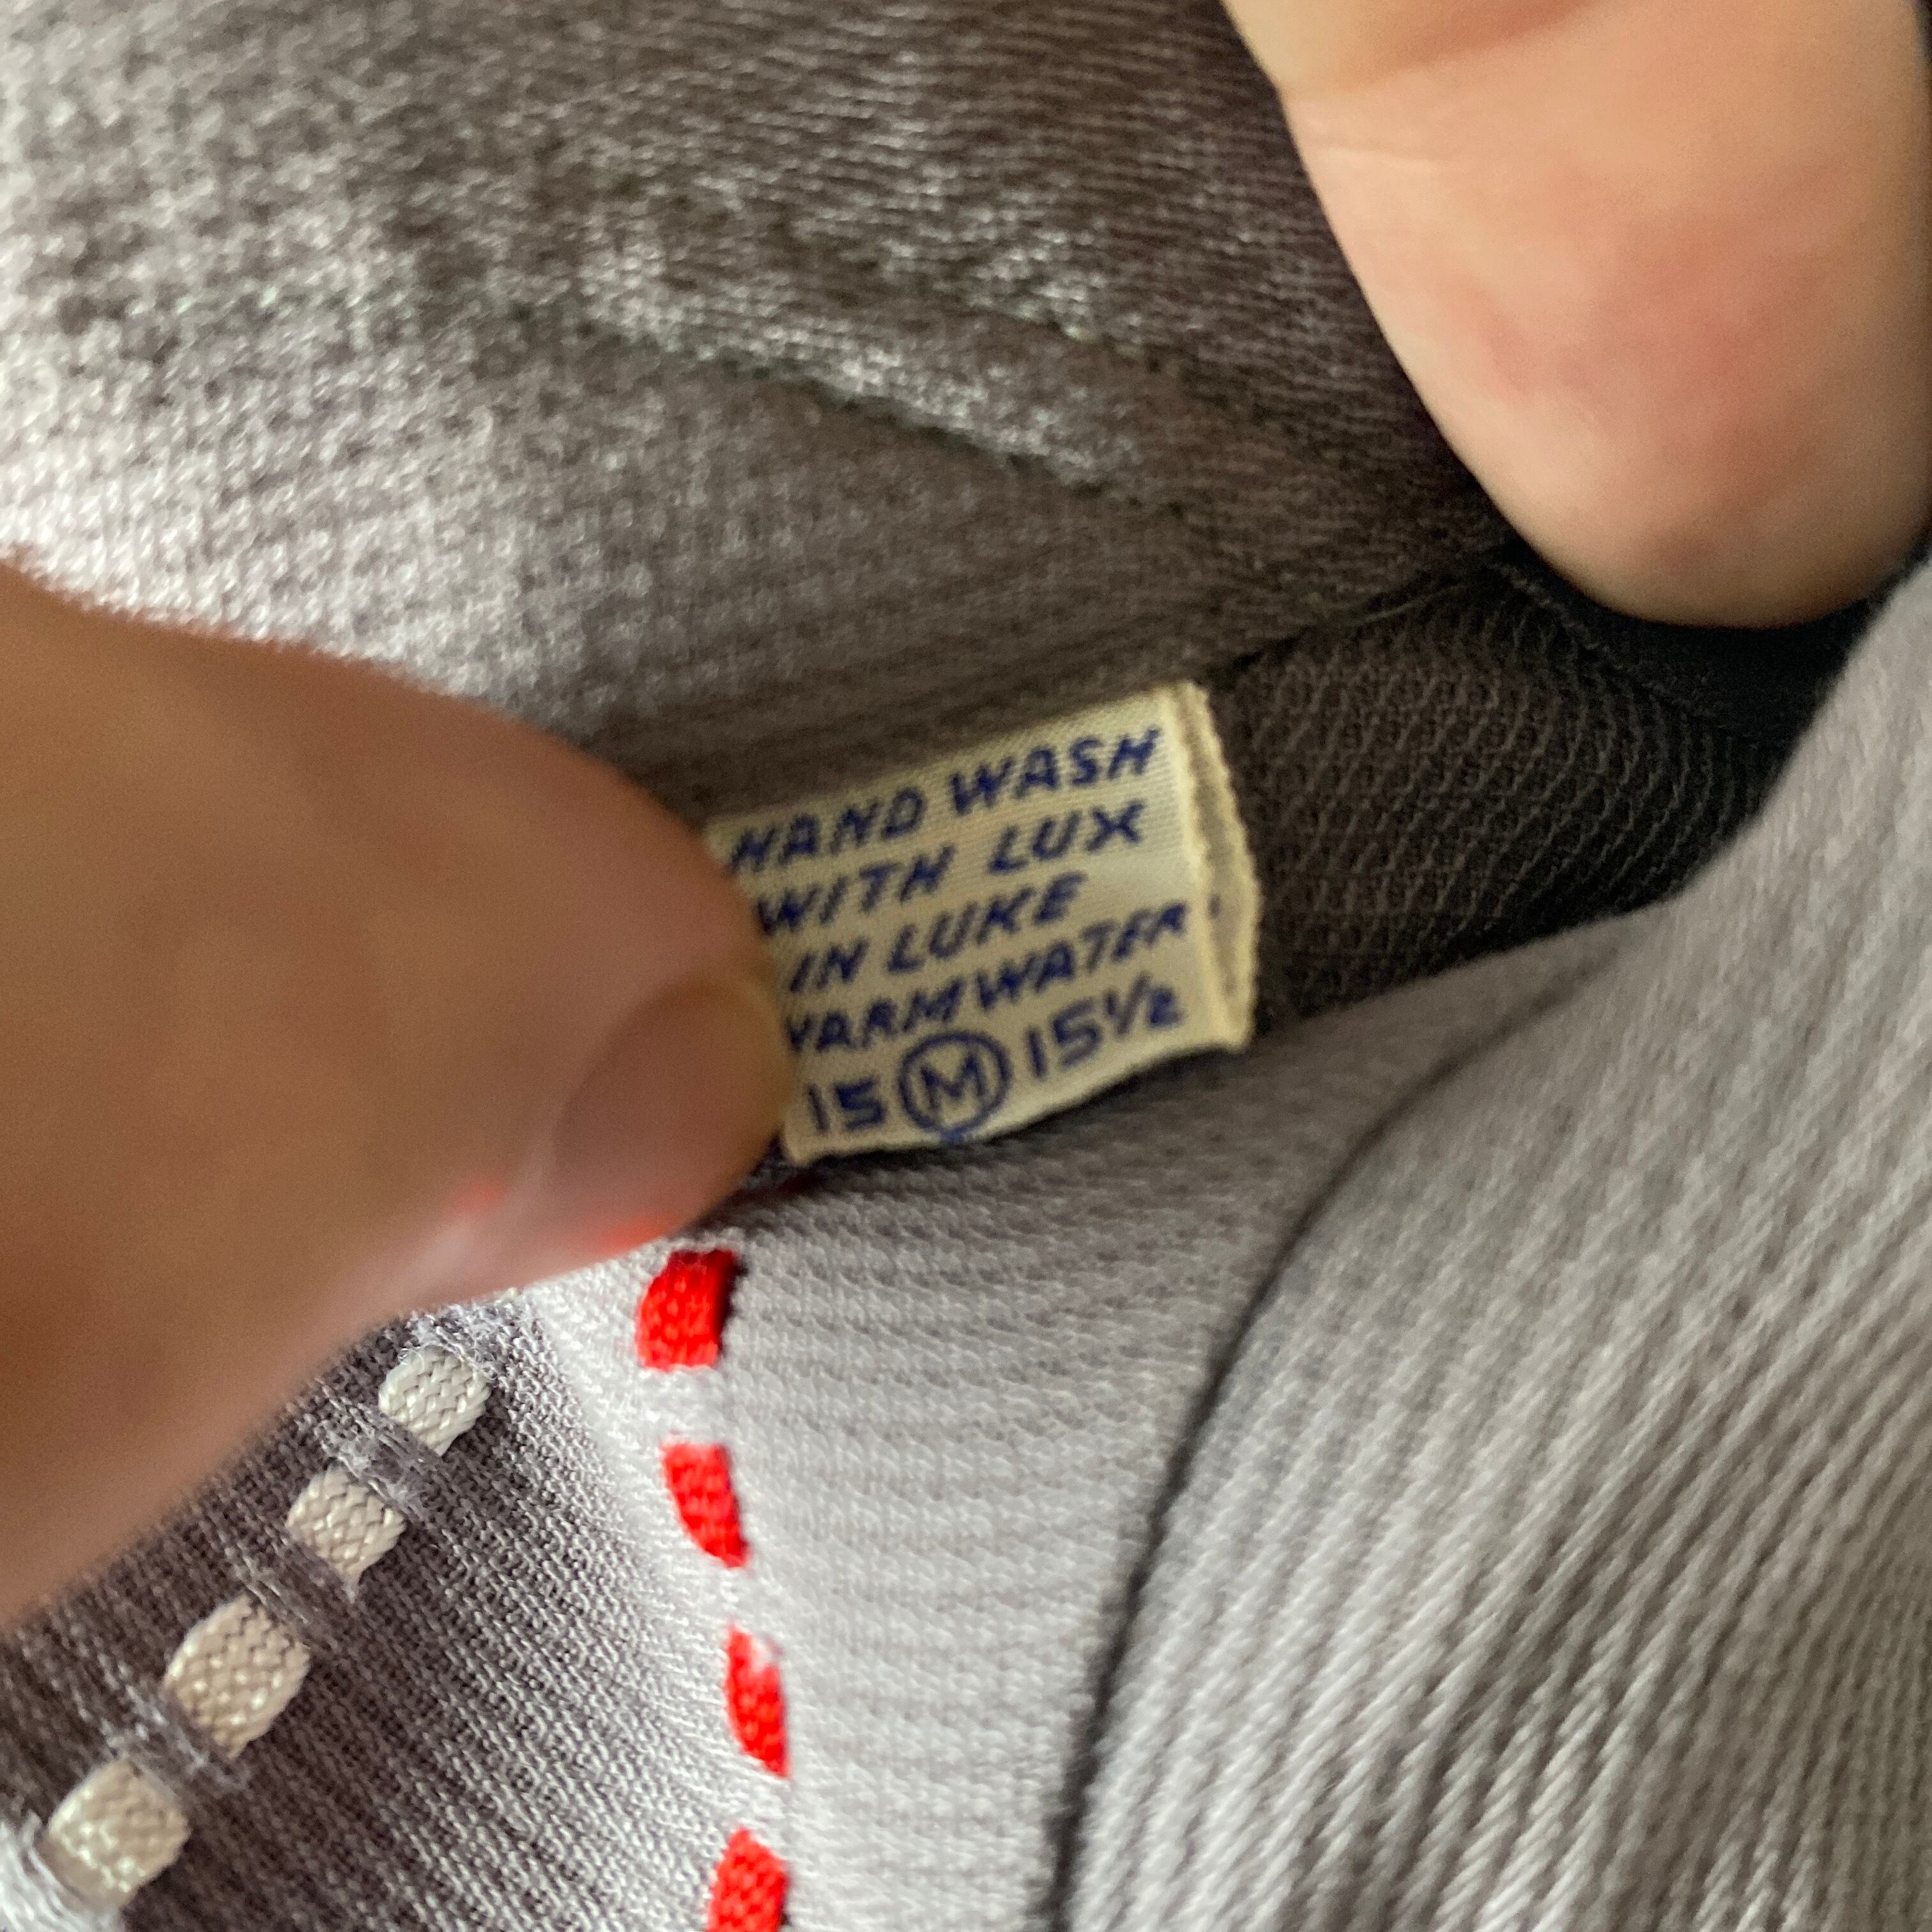 HAND WASH
WITH LUX
IN LUKE
WARM WATER
15 M 15½